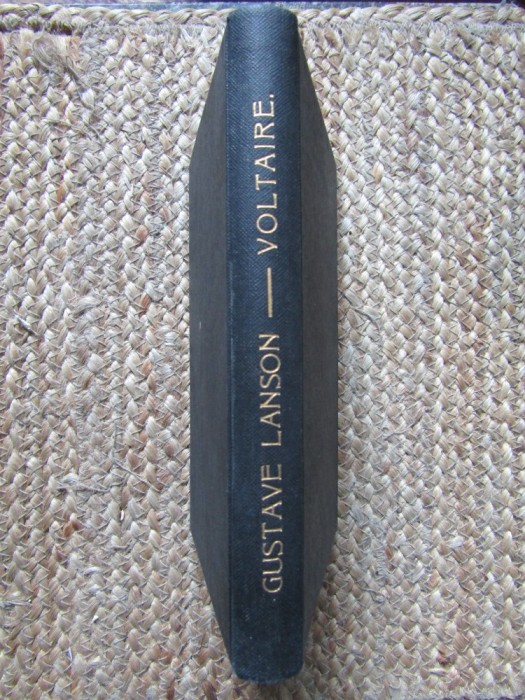 GUSTAVE LANSON — VOLTAIRE.